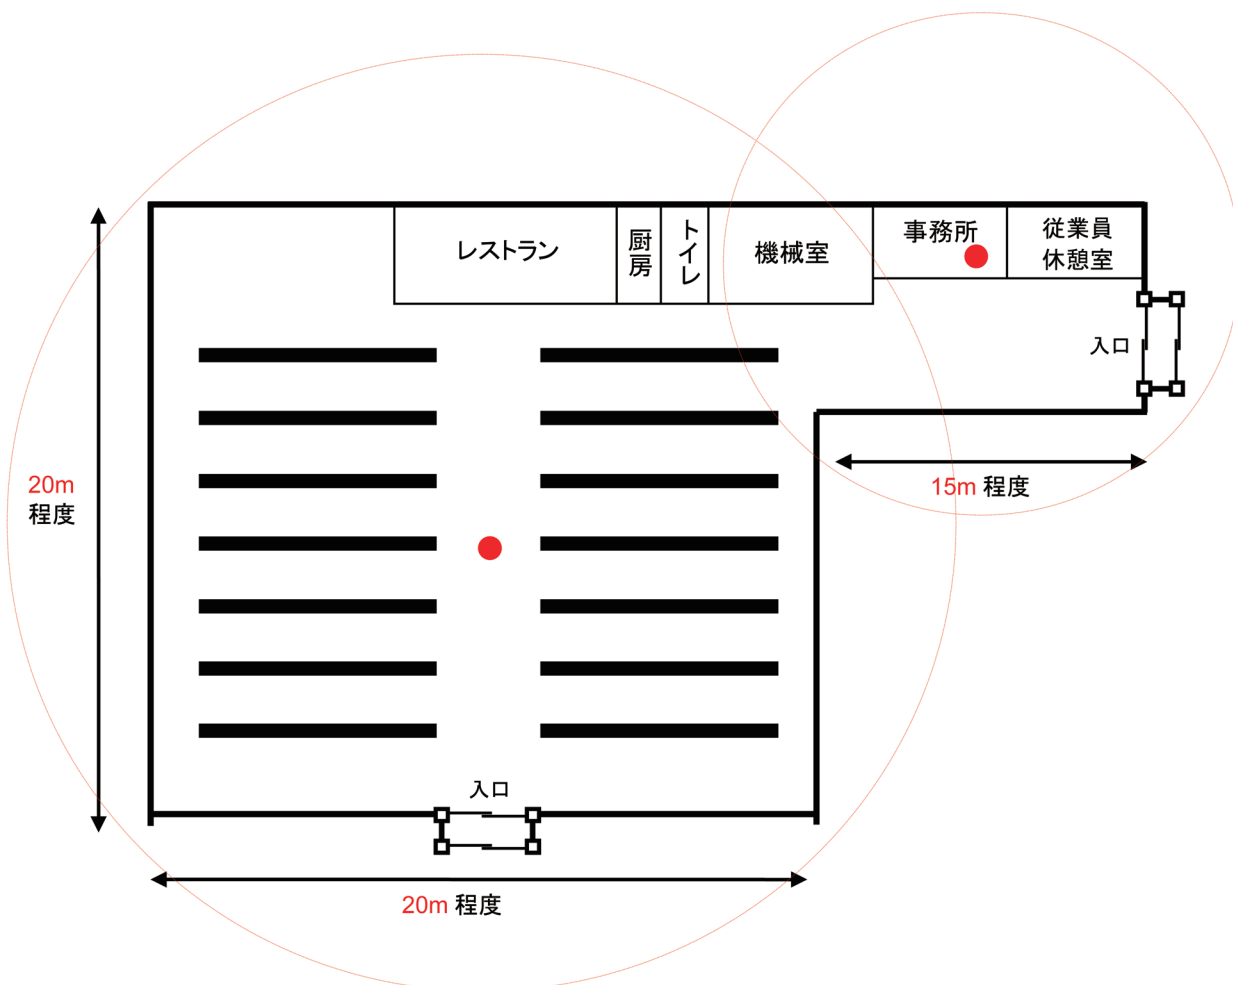 レストラン
厨房
トイレ
機械室
事務所
従業員
休憩室
入口
20m
程度
15m 程度
入口
20m 程度